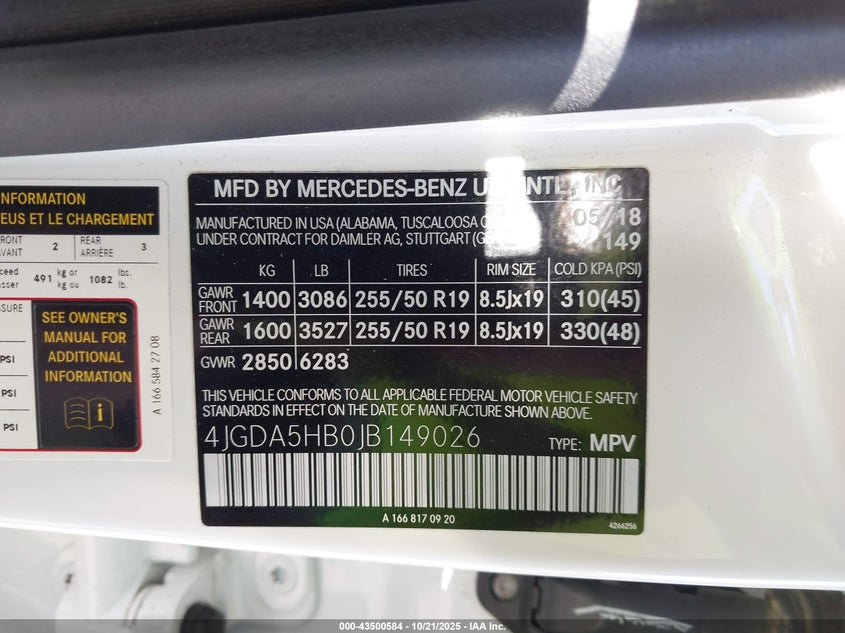 INFORMATION
EUS ET LE CHARGEMENT
FRONT 2 REAR 3
AVANT ARRIÈRE
491 kg or kg ou 1082 lbs. lb.
SEE OWNER'S
MANUAL FOR
ADDITIONAL
INFORMATION
PSI
PSI
PSI
A 166 584 27 08
MFD BY MERCEDES-BENZ INC
MANUFACTURED IN USA (ALABAMA, TUSCALOOSA 05/18
UNDER CONTRACT FOR DAIMLER AG, STUTTGART 149
KG LB TIRES RIM SIZE COLD KPA (PSI)
GAWR FRONT 1400 3086 255/50 R19 8.5Jx19 310(45)
GAWR REAR 1600 3527 255/50 R19 8.5Jx19 330(48)
GVWR 2850 6283
THIS VEHICLE CONFORMS TO ALL APPLICABLE FEDERAL MOTOR VEHICLE SAFETY
STANDARDS IN EFFECT ON THE DATE OF MANUFACTURE SHOWN ABOVE.
4JGDA5HB0JB149026 TYPE: MPV
A 166 817 09 20
4266256
000-43500584 - 10/21/2025 - IAA Inc.